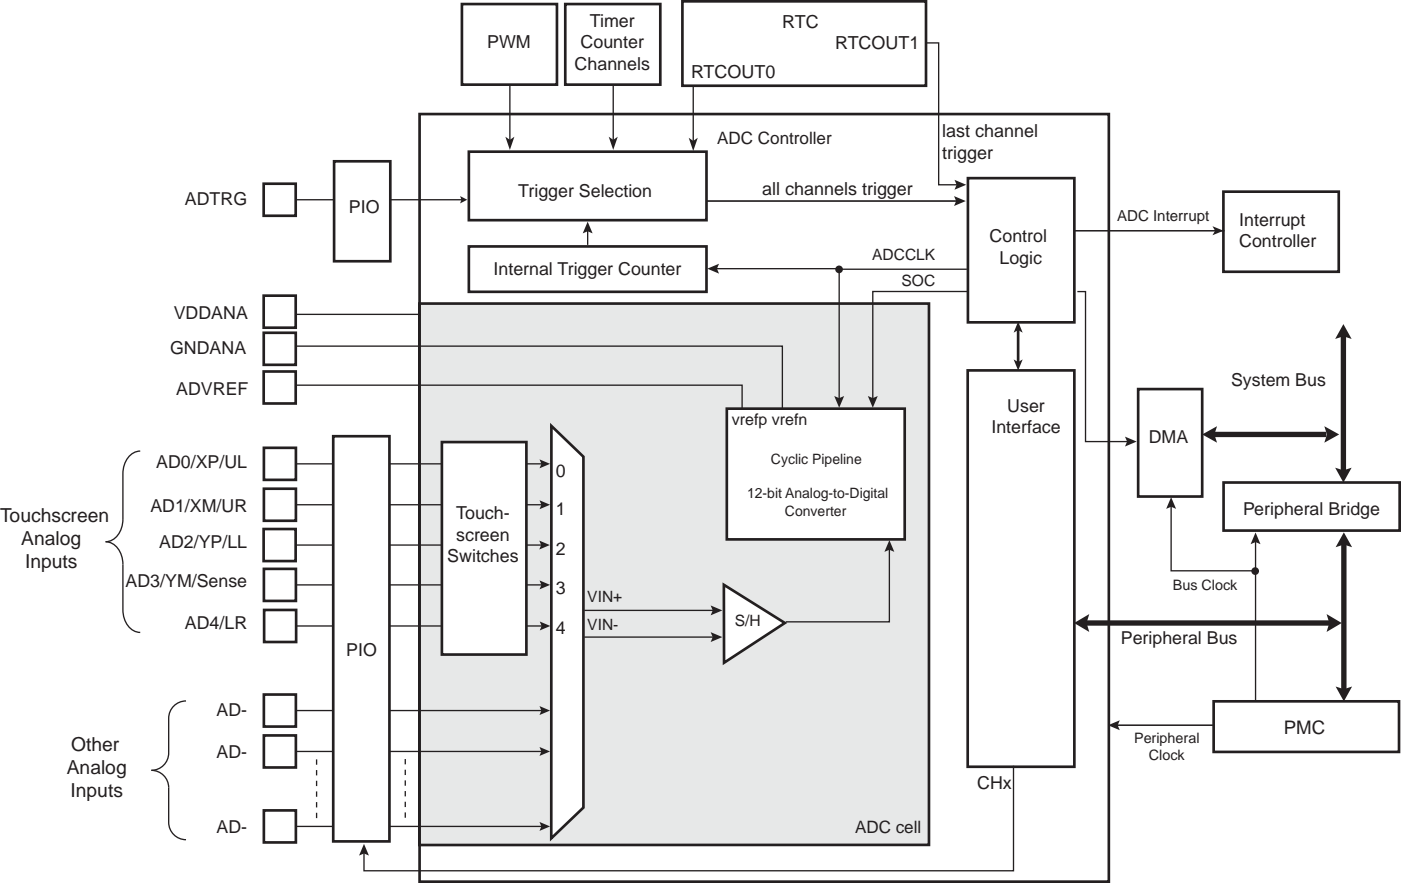 PWM
Timer
Counter
Channels
RTC
RTCOUT1
RTCOUT0
ADC Controller
last channel
trigger
ADTRG
PIO
Trigger Selection
all channels trigger
Internal Trigger Counter
ADCCLK
SOC
Control
Logic
ADC Interrupt
Interrupt
Controller
VDDANA
GNDANA
ADVREF
vrefp vrefn
Cyclic Pipeline
12-bit Analog-to-Digital
Converter
User
Interface
System Bus
DMA
Peripheral Bridge
Bus Clock
Peripheral Bus
PMC
Peripheral
Clock
Touchscreen
Analog
Inputs
AD0/XP/UL
AD1/XM/UR
AD2/YP/LL
AD3/YM/Sense
AD4/LR
PIO
Touch-
screen
Switches
0
1
2
3
4
VIN+
VIN-
S/H
Other
Analog
Inputs
AD-
AD-
AD-
CHx
ADC cell